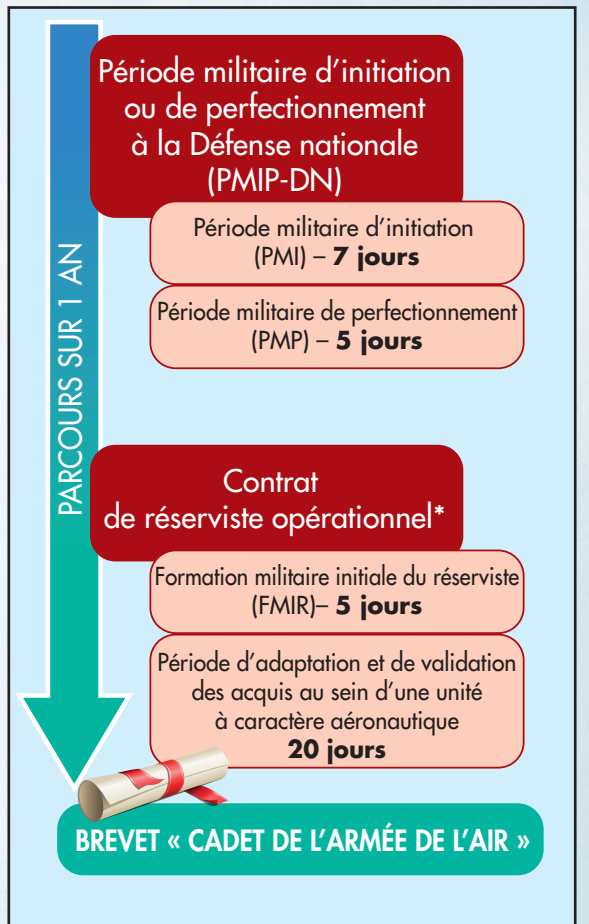 PARCOURS SUR 1 AN
Période militaire d’initiation
ou de perfectionnement
à la Défense nationale
(PMIP-DN)
Période militaire d’initiation
(PMI) – 7 jours
Période militaire de perfectionnement
(PMP) – 5 jours
Contrat
de réserviste opérationnel*
Formation militaire initiale du réserviste
(FMIR)– 5 jours
Période d’adaptation et de validation
des acquis au sein d’une unité
à caractère aéronautique
20 jours
BREVET « CADET DE L’ARMÉE DE L’AIR »